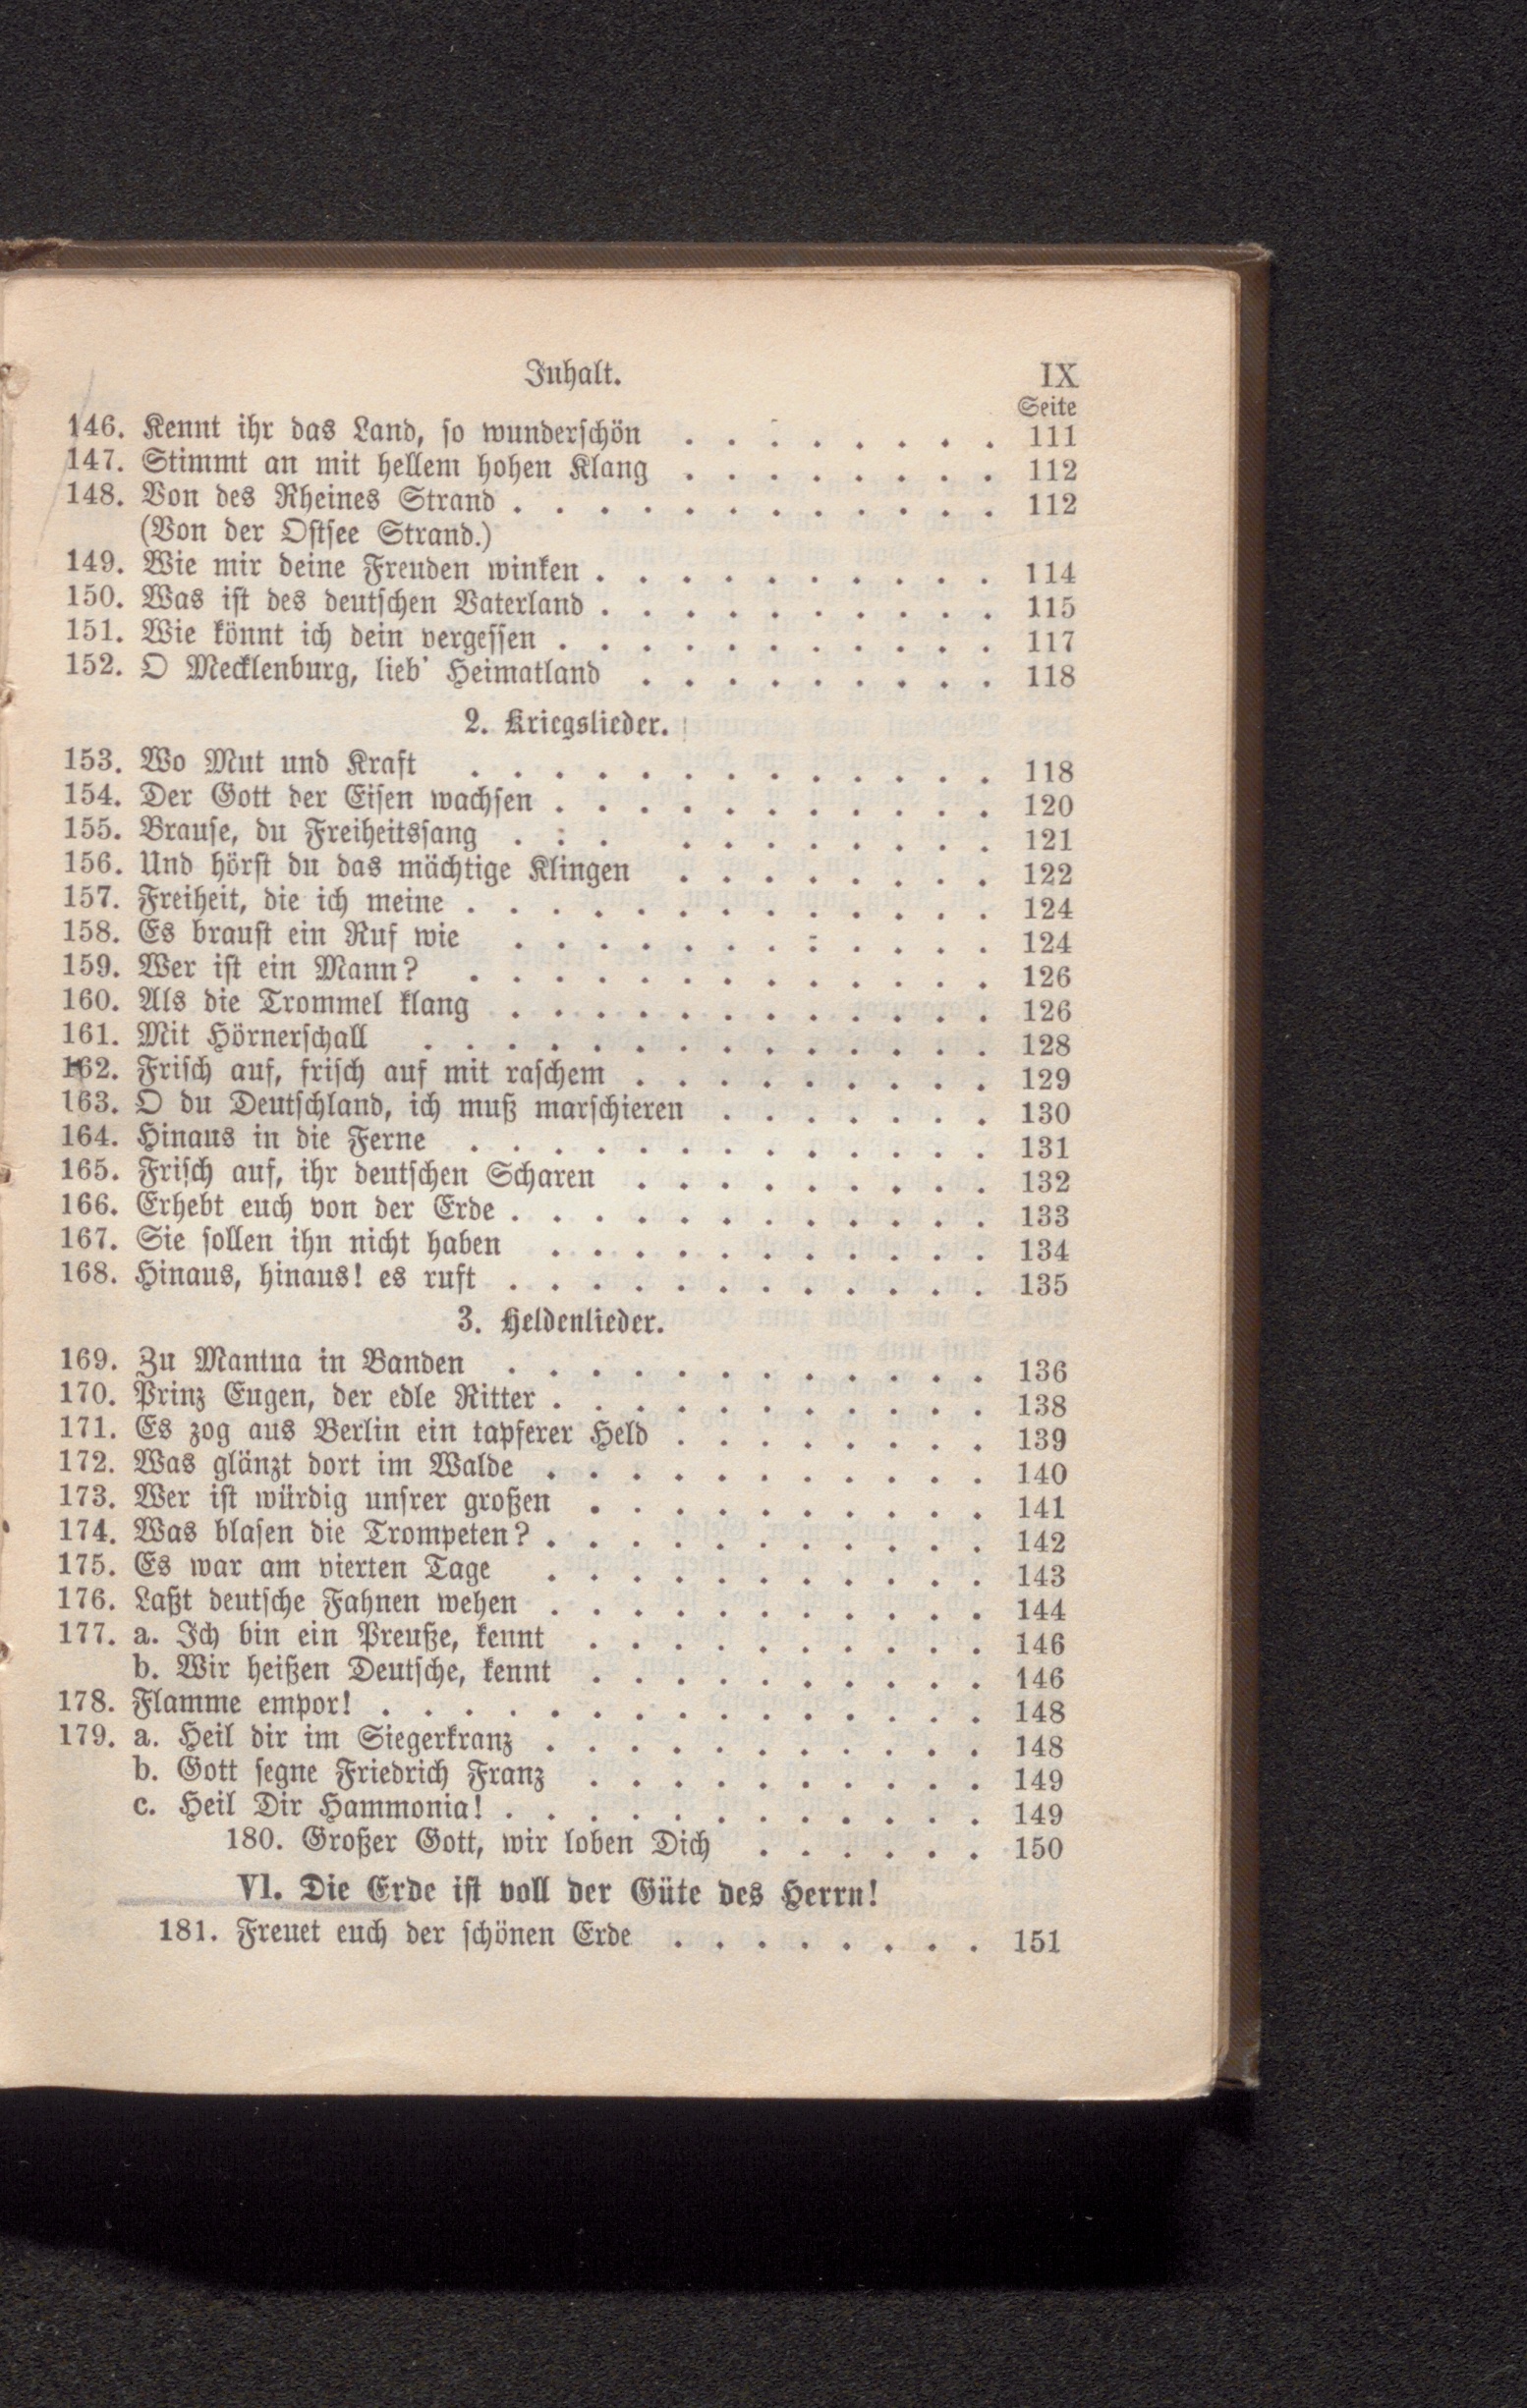 Inhalt. IX
Seite
146. Kennt ihr das Land, so wunderschön . . . . . . . . 111
147. Stimmt an mit hellem hohen Klang . . . . . . . . 112
148. Von des Rheines Strand . . . . . . . . . . . . 112
(Von der Ostsee Strand.)
149. Wie mir deine Freuden winken . . . . . . . . . . 114
150. Was ist des deutschen Vaterland . . . . . . . . . . 115
151. Wie könnt ich dein vergessen . . . . . . . . . . . 117
152. O Mecklenburg, lieb' Heimatland . . . . . . . . . 118
2. Kriegslieder.
153. Wo Mut und Kraft . . . . . . . . . . . . . 118
154. Der Gott der Eisen wachsen . . . . . . . . . . . 120
155. Brause, du Freiheitssang . : . . . . . . . . . 121
156. Und hörst du das mächtige Klingen . . . . . . . . 122
157. Freiheit, die ich meine . . . . . . . . . . . . . 124
158. Es braust ein Ruf wie . . . . . . . : . . . . 124
159. Wer ist ein Mann? . . . . . . . . . . . . . 126
160. Als die Trommel klang . . . . . . . . . . . . 126
161. Mit Hörnerschall . . . . . . . . . . . . . . 128
162. Frisch auf, frisch auf mit raschem . . . . . . . . . 129
163. O du Deutschland, ich muß marschieren . . . . . . . 130
164. Hinaus in die Ferne . . . . . . . . . . . . . 131
165. Frisch auf, ihr deutschen Scharen . . . . . . . . . 132
166. Erhebt euch von der Erde . . . . . . . . . . . . 133
167. Sie sollen ihn nicht haben . . . . . . . . . . . 134
168. Hinaus, hinaus! es ruft . . . . . . . . . . . . 135
3. Heldenlieder.
169. Zu Mantua in Banden . . . . . . . . . . . . 136
170. Prinz Eugen, der edle Ritter . . . . . . . . . . . 138
171. Es zog aus Berlin ein tapferer Held . . . . . . . . 139
172. Was glänzt dort im Walde . . . . . . . . . . . 140
173. Wer ist würdig unsrer großen . . . . . . . . . . 141
174. Was blasen die Trompeten? . . . . . . . . . . . 142
175. Es war am vierten Tage . . . . . . . . . . . 143
176. Laßt deutsche Fahnen wehen . . . . . . . . . . . 144
177. a. Ich bin ein Preuße, kennt . . . . . . . . . . 146
b. Wir heißen Deutsche, kennt . . . . . . . . . . 146
178. Flamme empor! . . . . . . . . . . . . . . . 148
179. a. Heil dir im Siegerkranz . . . . . . . . . . . 148
b. Gott segne Friedrich Franz . . . . . . . . . . 149
c. Heil Dir Hammonia! . . . . . . . . . . . . 149
180. Großer Gott, wir loben Dich . . . . . . 150
VI. Die Erde ist voll der Güte des Herrn!
181. Freuet euch der schönen Erde . . . . . . . . 151